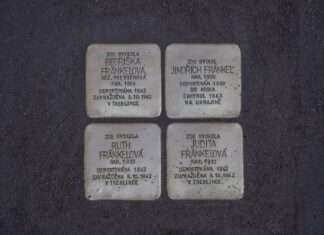 ZDE BYDLELA
BEDŘIŠKA
FRÄNKELOVÁ
ROZ. PRESSEROVÁ
NAR. 1904
DEPORTOVÁNA 1942
ZAVRAŽDĚNA 5.10.1942
V TREBLINCE
ZDE BYDLEL
JINDŘICH FRÄNKEL
NAR. 1900
DEPORTOVÁN 1939
DO NISKA
ZAHYNUL 1943
NA UKRAJINĚ
ZDE BYDLELA
RUTH
FRÄNKELOVÁ
NAR. 1930
DEPORTOVÁNA 1942
ZAVRAŽDĚNA 5.10.1942
V TREBLINCE
ZDE BYDLELA
JUDITA
FRÄNKELOVÁ
NAR. 1932
DEPORTOVÁNA 1942
ZAVRAŽDĚNA 5.10.1942
V TREBLINCE